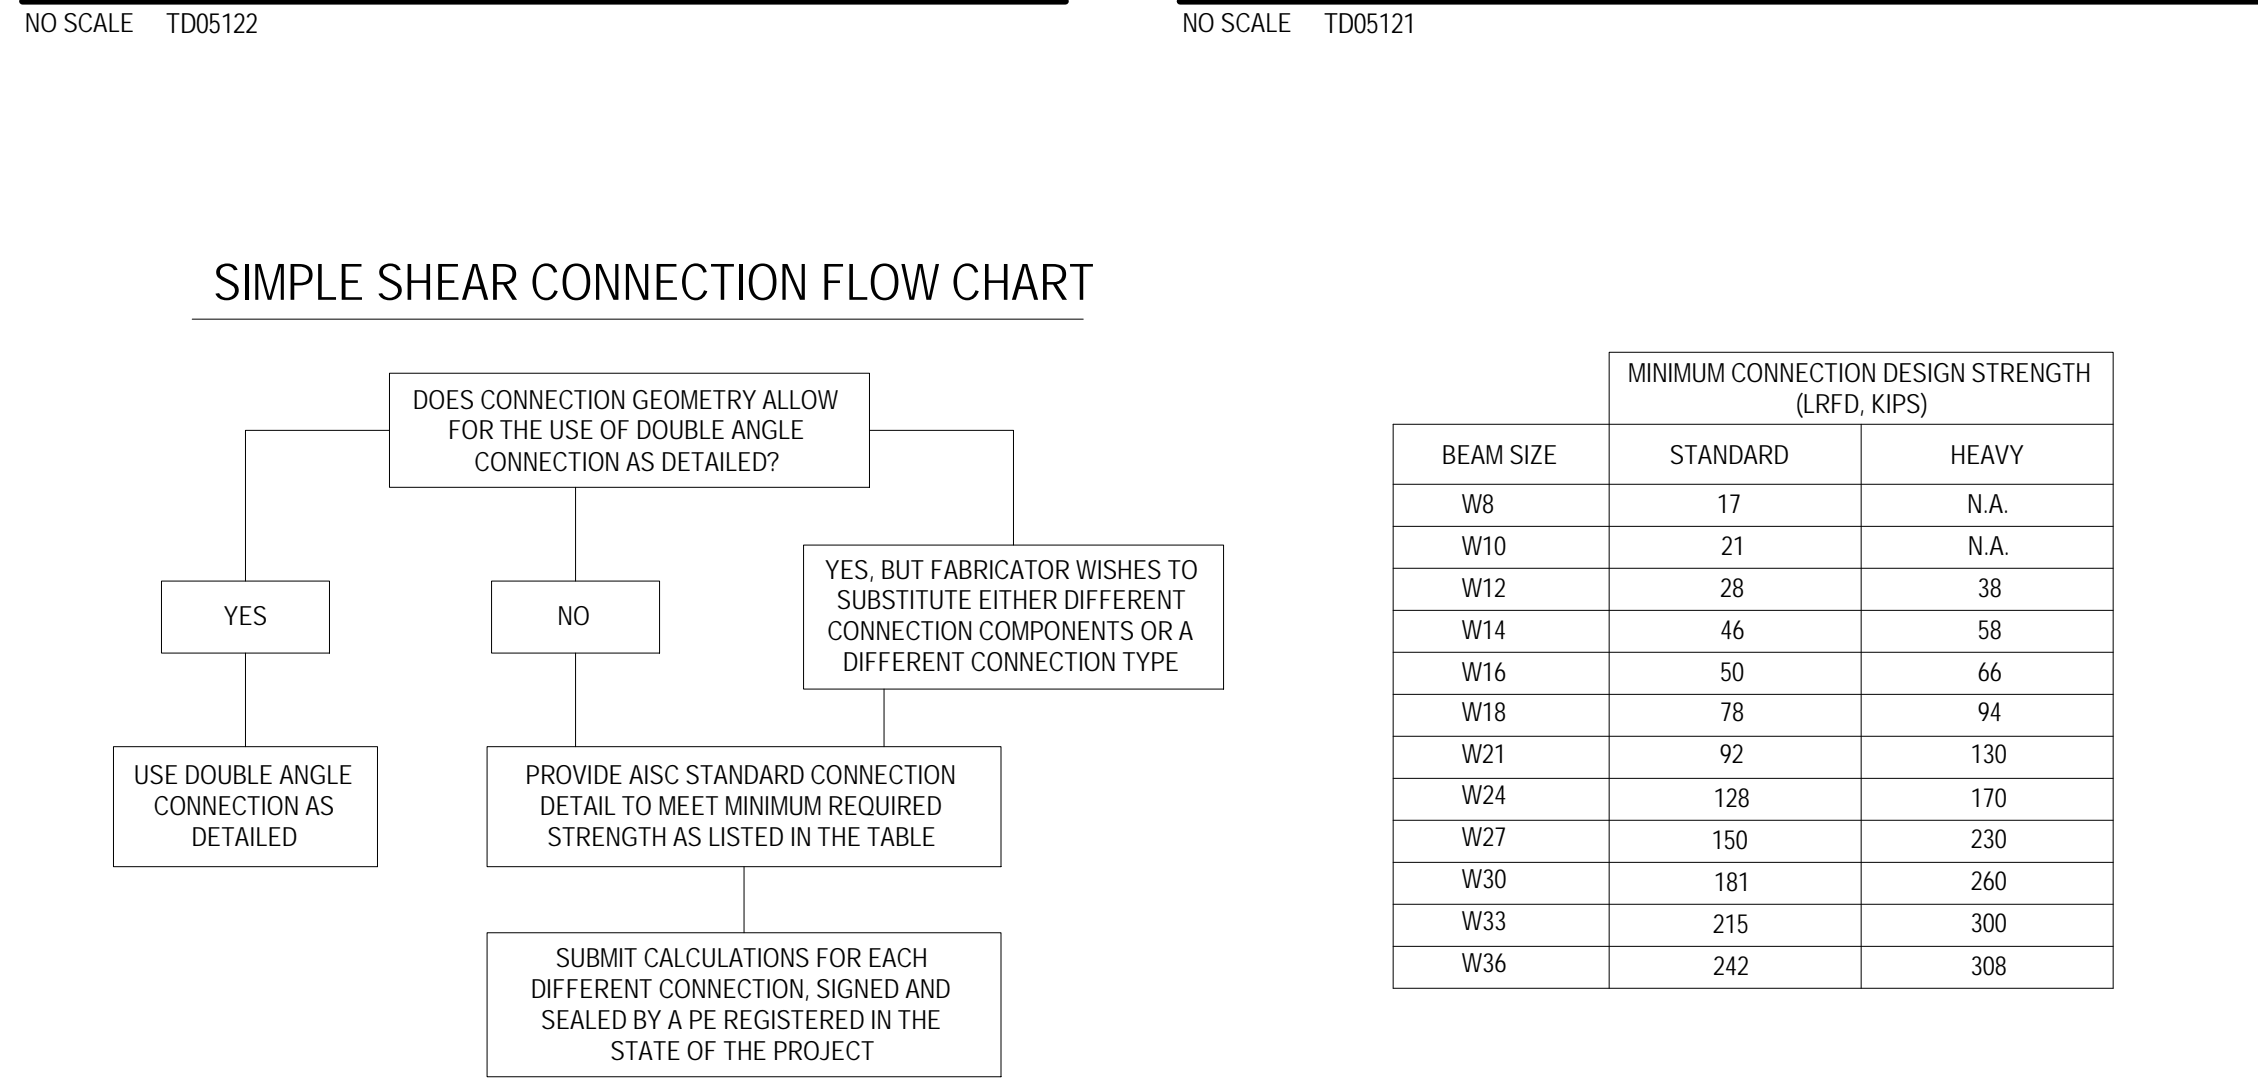 NO SCALE TD05122
NO SCALE TD05121
SIMPLE SHEAR CONNECTION FLOW CHART
DOES CONNECTION GEOMETRY ALLOW
FOR THE USE OF DOUBLE ANGLE
CONNECTION AS DETAILED?
YES
NO
YES, BUT FABRICATOR WISHES TO
SUBSTITUTE EITHER DIFFERENT
CONNECTION COMPONENTS OR A
DIFFERENT CONNECTION TYPE
USE DOUBLE ANGLE
CONNECTION AS
DETAILED
PROVIDE AISC STANDARD CONNECTION
DETAIL TO MEET MINIMUM REQUIRED
STRENGTH AS LISTED IN THE TABLE
SUBMIT CALCULATIONS FOR EACH
DIFFERENT CONNECTION, SIGNED AND
SEALED BY A PE REGISTERED IN THE
STATE OF THE PROJECT
MINIMUM CONNECTION DESIGN STRENGTH
(LRFD, KIPS)
BEAM SIZE STANDARD HEAVY
W8 17 N.A.
W10 21 N.A.
W12 28 38
W14 46 58
W16 50 66
W18 78 94
W21 92 130
W24 128 170
W27 150 230
W30 181 260
W33 215 300
W36 242 308